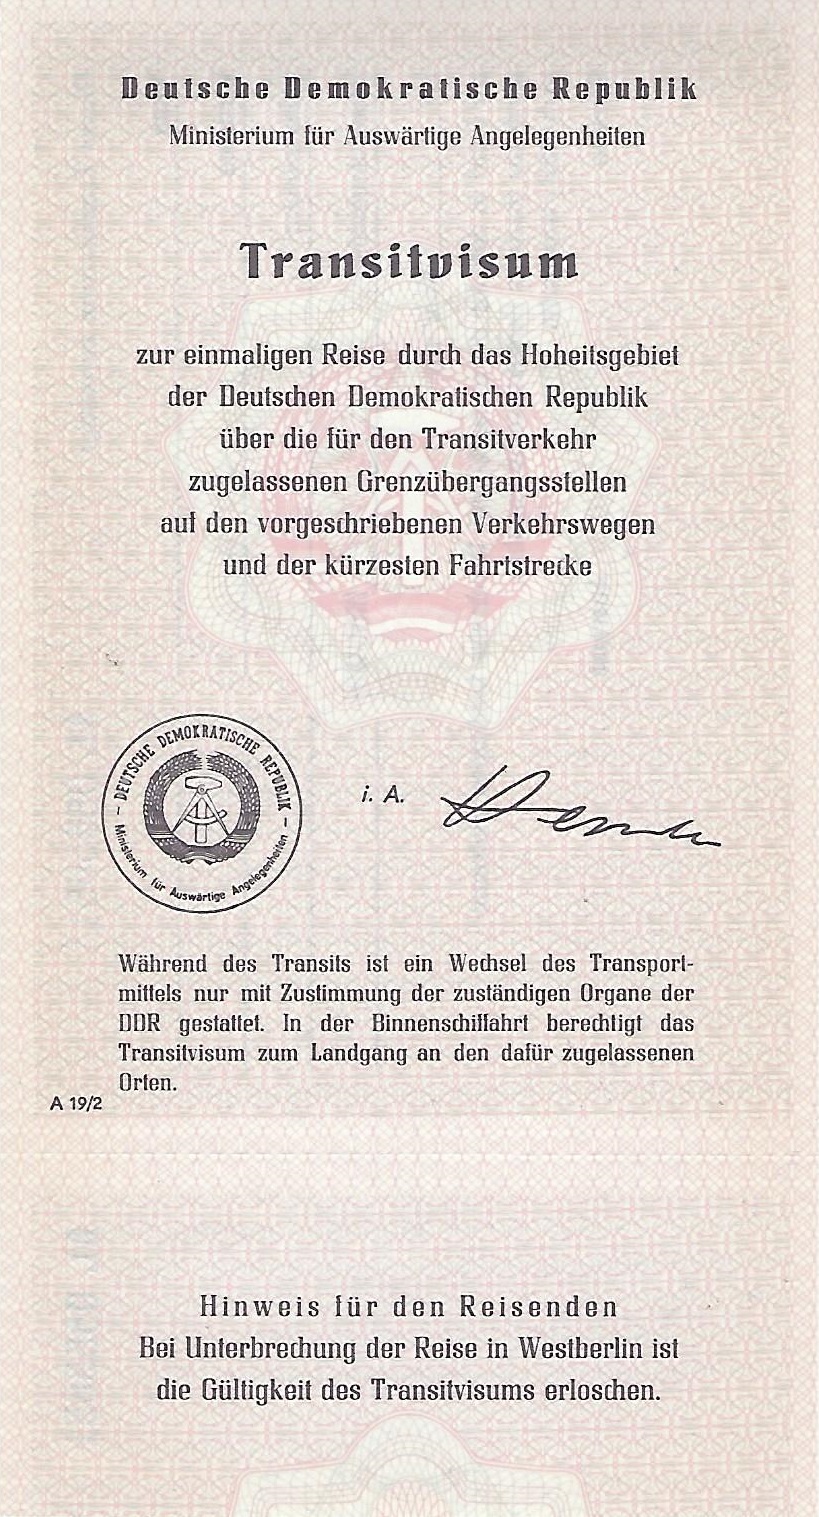 Deutsche Demokratische Republik
Ministerium für Auswärtige Angelegenheiten
Transitvisum
zur einmaligen Reise durch das Hoheitsgebiet
der Deutschen Demokratischen Republik
über die für den Transitverkehr
zugelassenen Grenzübergangsstellen
auf den vorgeschriebenen Verkehrswegen
und der kürzesten Fahrtstrecke
– DEUTSCHE DEMOKRATISCHE REPUBLIK –
Ministerium für Auswärtige Angelegenheiten
i. A.
Während des Transits ist ein Wechsel des Transport-
mittels nur mit Zustimmung der zuständigen Organe der
DDR gestattet. In der Binnenschiffahrt berechtigt das
Transitvisum zum Landgang an den dafür zugelassenen
Orten.
A 19/2
Hinweis für den Reisenden
Bei Unterbrechung der Reise in Westberlin ist
die Gültigkeit des Transitvisums erloschen.